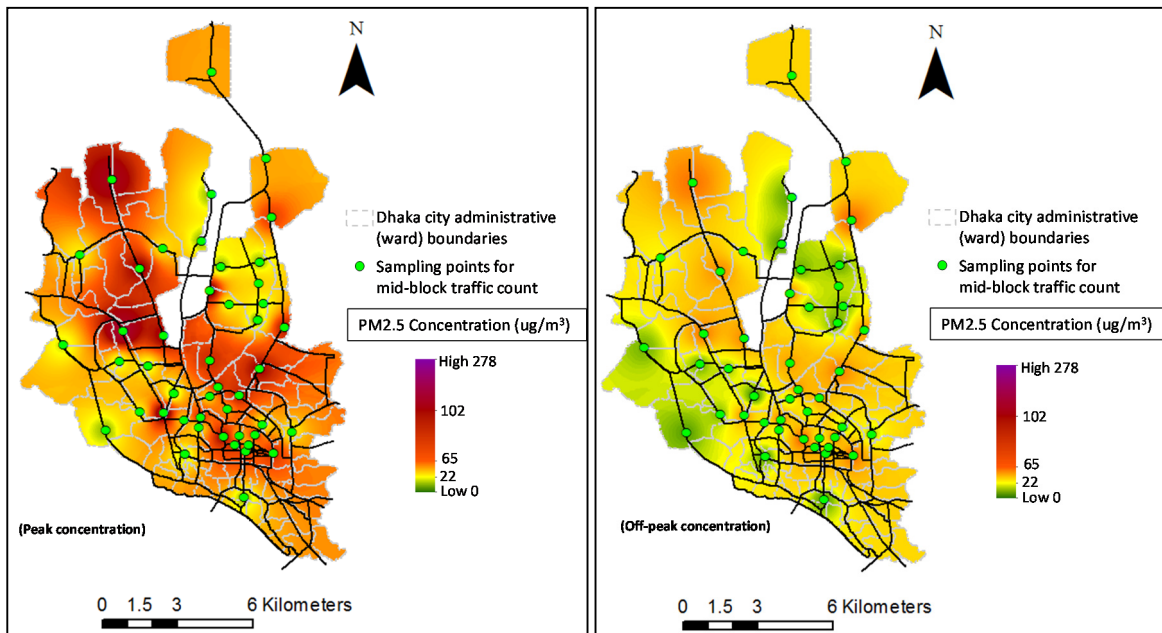 N
Dhaka city administrative
(ward) boundaries
Sampling points for
mid-block traffic count
PM2.5 Concentration (ug/m³)
High 278
102
65
22
Low 0
(Peak concentration)
0 1.5 3 6 Kilometers
N
Dhaka city administrative
(ward) boundaries
Sampling points for
mid-block traffic count
PM2.5 Concentration (ug/m³)
High 278
102
65
22
Low 0
(Off-peak concentration)
0 1.5 3 6 Kilometers